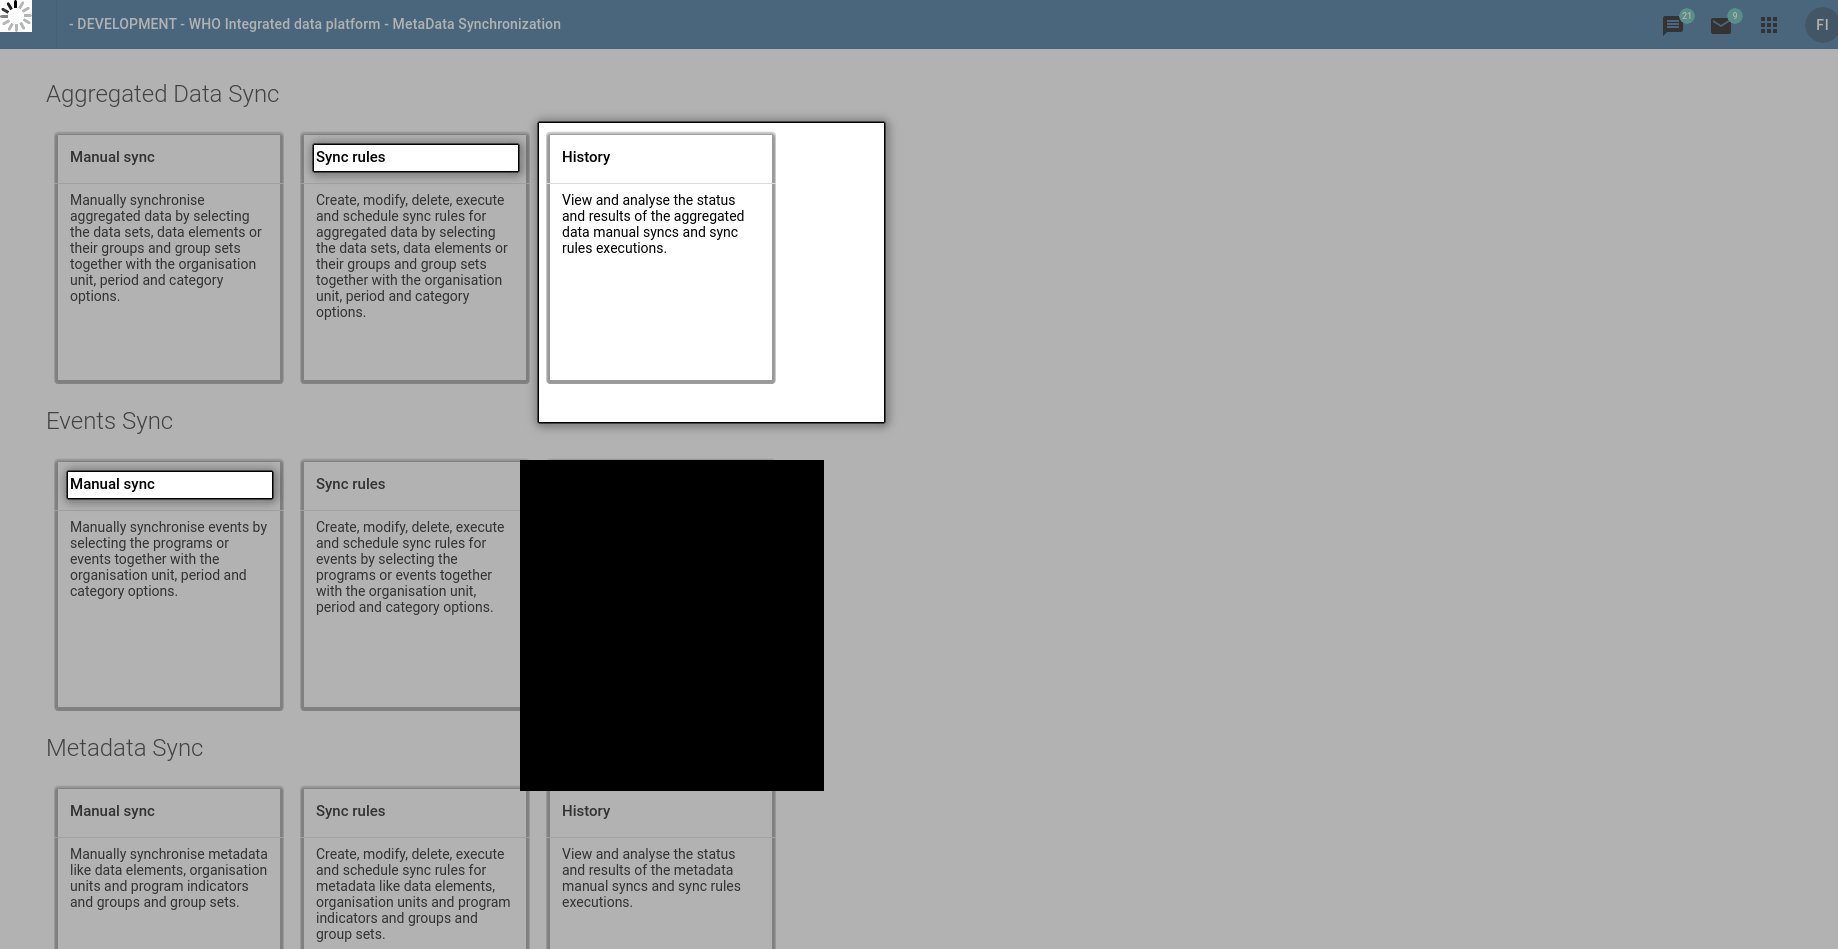 - DEVELOPMENT - WHO Integrated data platform - MetaData Synchronization
21
9
FI
Aggregated Data Sync
Manual sync
Manually synchronise
aggregated data by selecting
the data sets, data elements or
their groups and group sets
together with the organisation
unit, period and category
options.
Sync rules
Create, modify, delete, execute
and schedule sync rules for
aggregated data by selecting
the data sets, data elements or
their groups and group sets
together with the organisation
unit, period and category
options.
History
View and analyse the status
and results of the aggregated
data manual syncs and sync
rules executions.
Events Sync
Manual sync
Manually synchronise events by
selecting the programs or
events together with the
organisation unit, period and
category options.
Sync rules
Create, modify, delete, execute
and schedule sync rules for
events by selecting the
programs or events together
with the organisation unit,
period and category options.
Metadata Sync
Manual sync
Manually synchronise metadata
like data elements, organisation
units and program indicators
and groups and group sets.
Sync rules
Create, modify, delete, execute
and schedule sync rules for
metadata like data elements,
organisation units and program
indicators and groups and
group sets.
History
View and analyse the status
and results of the metadata
manual syncs and sync rules
executions.